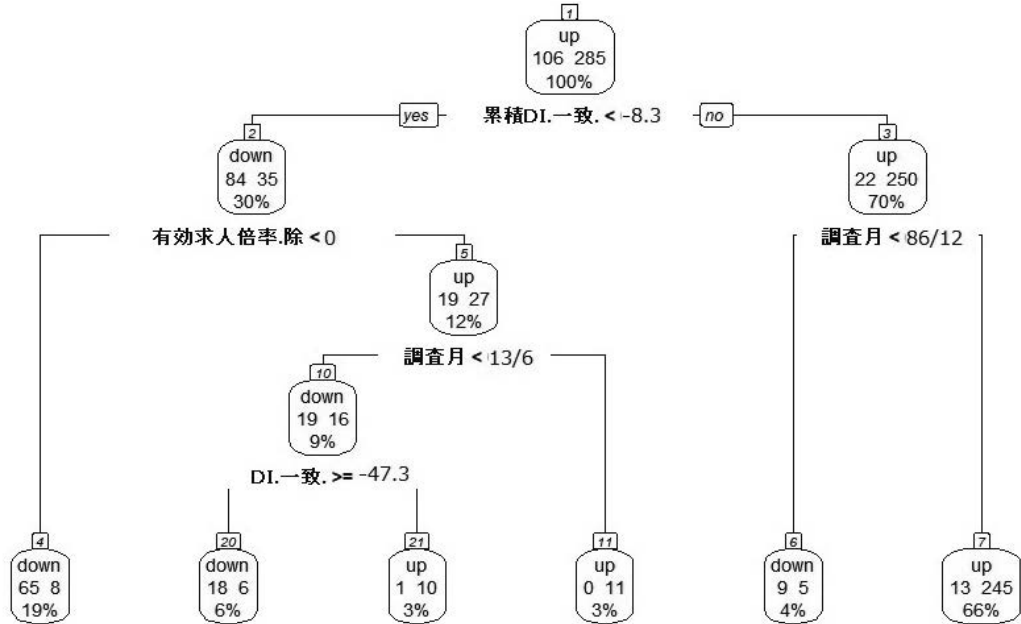 1
up
106 285
100%
yes 累積DI.一致. < -8.3 no
2
down
84 35
30%
3
up
22 250
70%
有効求人倍率.除 < 0
調査月 < 86/12
5
up
19 27
12%
調査月 < 13/6
10
down
19 16
9%
DI.一致. >= -47.3
4
down
65 8
19%
20
down
18 6
6%
21
up
1 10
3%
11
up
0 11
3%
6
down
9 5
4%
7
up
13 245
66%